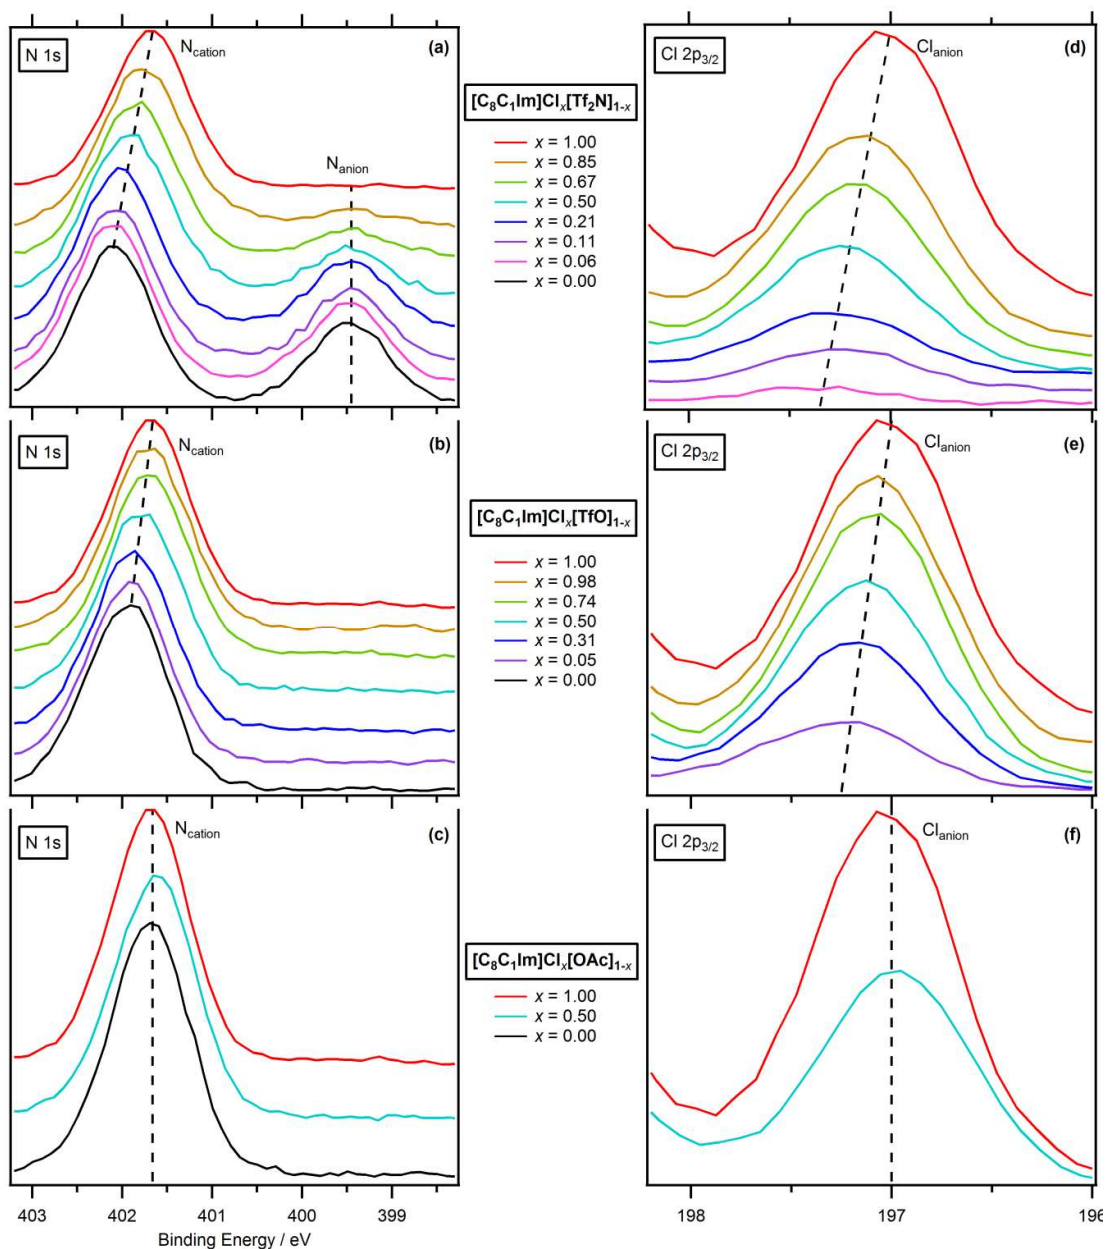 N 1s
N_cation
(a)
N_anion
[C₈C₁Im]Clₓ[Tf₂N]₁₋ₓ
x = 1.00
x = 0.85
x = 0.67
x = 0.50
x = 0.21
x = 0.11
x = 0.06
x = 0.00
Cl 2p₃/₂
Cl_anion
(d)
N 1s
N_cation
(b)
[C₈C₁Im]Clₓ[TfO]₁₋ₓ
x = 1.00
x = 0.98
x = 0.74
x = 0.50
x = 0.31
x = 0.05
x = 0.00
Cl 2p₃/₂
Cl_anion
(e)
N 1s
N_cation
(c)
[C₈C₁Im]Clₓ[OAc]₁₋ₓ
x = 1.00
x = 0.50
x = 0.00
Cl 2p₃/₂
Cl_anion
(f)
403 402 401 400 399
Binding Energy / eV
198 197 196